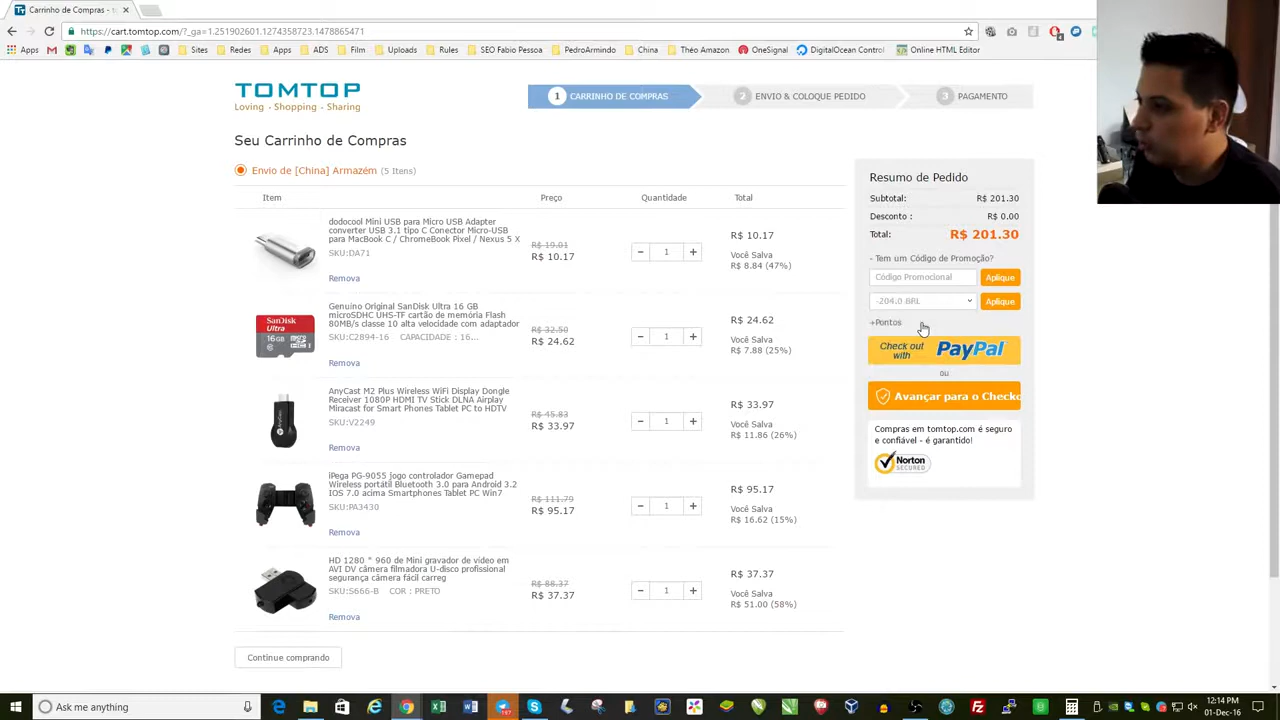 Carrinho de Compras - t
https://cart.tomtop.com/?_ga=1.251902601.1274358723.1478865471
Apps
Loved
People
Apps
ADS
Film
Uploads
Rules
SEO Fabio Pessoa
PedroArmindo
China
Théo Amazon
OneSignal
DigitalOcean Control
Online HTML Editor
TOMTOP
Loving · Shopping · Sharing
1 CARRINHO DE COMPRAS
2 ENVIO & COLOQUE PEDIDO
3 PAGAMENTO
Seu Carrinho de Compras
Envio de [China] Armazém (5 Itens)
Item Preço Quantidade Total
dodocool Mini USB para Micro USB Adapter
converter USB 3.1 tipo C Conector Micro-USB
para MacBook C / ChromeBook Pixel / Nexus 5 X
SKU:DA71
Remova
R$ 19.01
R$ 10.17
− 1 +
R$ 10.17
Você Salva
R$ 8.84 (47%)
SanDisk
Ultra
16GB
Genuíno Original SanDisk Ultra 16 GB
microSDHC UHS-TF cartão de memória Flash
80MB/s classe 10 alta velocidade com adaptador
SKU:C2894-16 CAPACIDADE : 16...
Remova
R$ 32.50
R$ 24.62
− 1 +
R$ 24.62
Você Salva
R$ 7.88 (25%)
AnyCast M2 Plus Wireless WiFi Display Dongle
Receiver 1080P HDMI TV Stick DLNA Airplay
Miracast for Smart Phones Tablet PC to HDTV
SKU:V2249
Remova
R$ 45.83
R$ 33.97
− 1 +
R$ 33.97
Você Salva
R$ 11.86 (26%)
iPega PG-9055 jogo controlador Gamepad
Wireless portátil Bluetooth 3.0 para Android 3.2
IOS 7.0 acima Smartphones Tablet PC Win7
SKU:PA3430
Remova
R$ 111.79
R$ 95.17
− 1 +
R$ 95.17
Você Salva
R$ 16.62 (15%)
HD 1280 * 960 de Mini gravador de vídeo em
AVI DV câmera filmadora U-disco profissional
segurança câmera fácil carreg
SKU:S666-B COR : PRETO
Remova
R$ 88.37
R$ 37.37
− 1 +
R$ 37.37
Você Salva
R$ 51.00 (58%)
Continue comprando
Resumo de Pedido
Subtotal: R$ 201.30
Desconto : R$ 0.00
Total: R$ 201.30
- Tem um Código de Promoção?
Código Promocional Aplique
-204.0 BRL Aplique
+Pontos
Check out
with PayPal
ou
Avançar para o Checko
Compras em tomtop.com é seguro
e confiável - é garantido!
Norton
SECURED
Ask me anything
12:14 PM
01-Dec-16